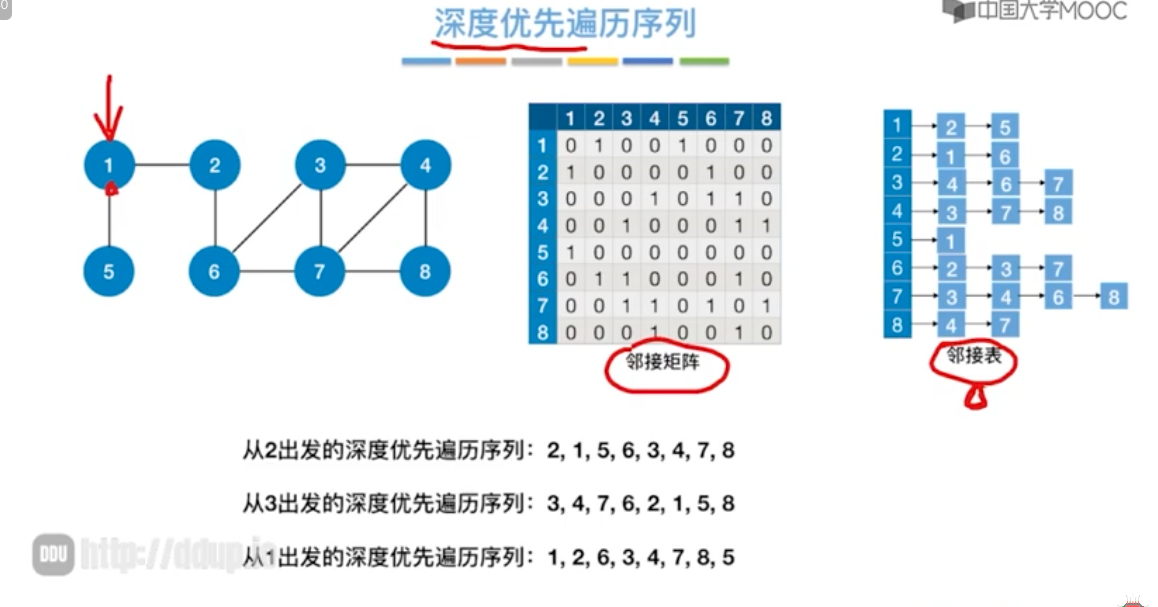 0
深度优先遍历序列
中国大学MOOC
1 2 3 4
5 6 7 8
1 2 3 4 5 6 7 8
1 0 1 0 0 1 0 0 0
2 1 0 0 0 0 1 0 0
3 0 0 0 1 0 1 1 0
4 0 0 1 0 0 0 1 1
5 1 0 0 0 0 0 0 0
6 0 1 1 0 0 0 1 0
7 0 0 1 1 0 1 0 1
8 0 0 0 1 0 0 1 0
邻接矩阵
1 2 5
2 1 6
3 4 6 7
4 3 7 8
5 1
6 2 3 7
7 3 4 6 8
8 4 7
邻接表
从2出发的深度优先遍历序列：2, 1, 5, 6, 3, 4, 7, 8
从3出发的深度优先遍历序列：3, 4, 7, 6, 2, 1, 5, 8
从1出发的深度优先遍历序列：1, 2, 6, 3, 4, 7, 8, 5
DDU http://ddup.